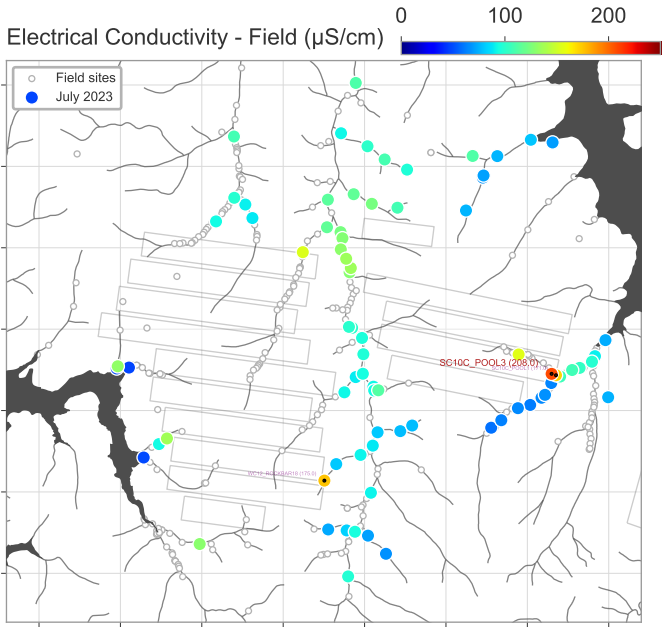 0 100 200
Electrical Conductivity - Field (µS/cm)
Field sites
July 2023
SC10C_POOL3 (208.0)